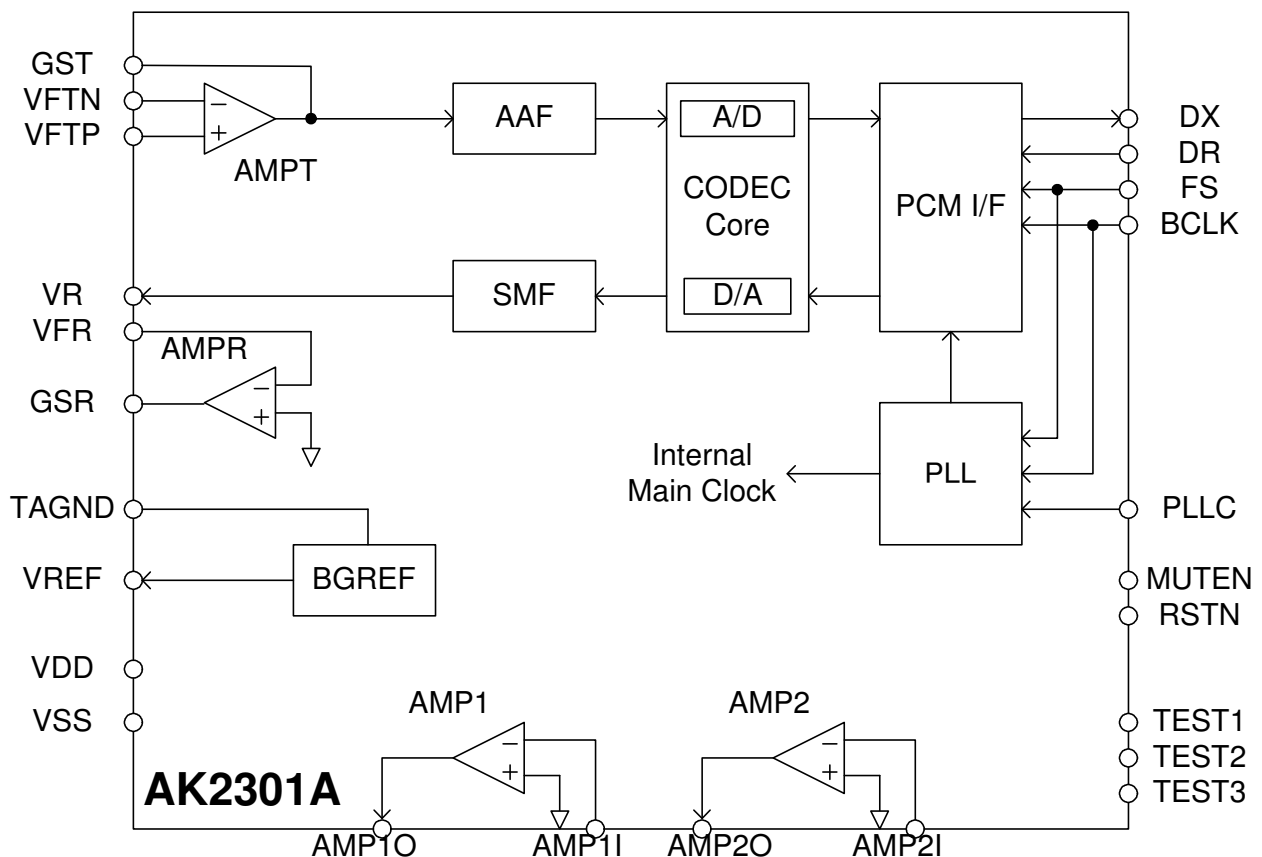 GST
VFTN
VFTP
−
+
AMPT
AAF
A/D
CODEC
Core
D/A
PCM I/F
DX
DR
FS
BCLK
VR
VFR
SMF
AMPR
−
+
GSR
Internal
Main Clock
PLL
PLLC
TAGND
VREF
BGREF
MUTEN
RSTN
VDD
VSS
AMP1
−
+
AMP2
−
+
TEST1
TEST2
TEST3
AK2301A
AMP1O
AMP1I
AMP2O
AMP2I